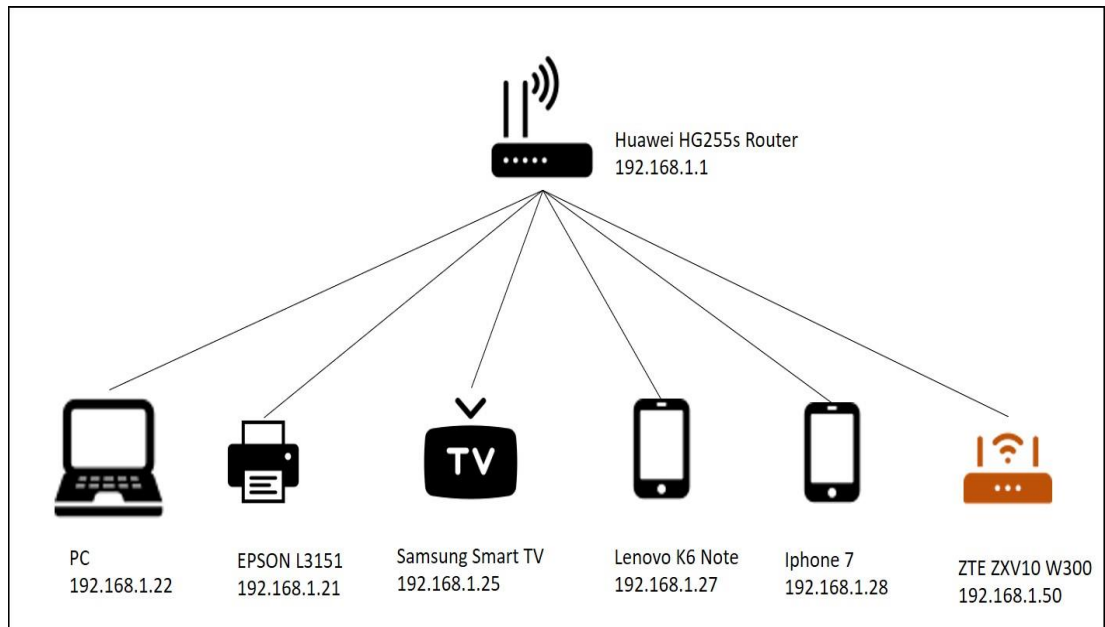 Huawei HG255s Router
192.168.1.1
TV
PC
192.168.1.22
EPSON L3151
192.168.1.21
Samsung Smart TV
192.168.1.25
Lenovo K6 Note
192.168.1.27
Iphone 7
192.168.1.28
ZTE ZXV10 W300
192.168.1.50